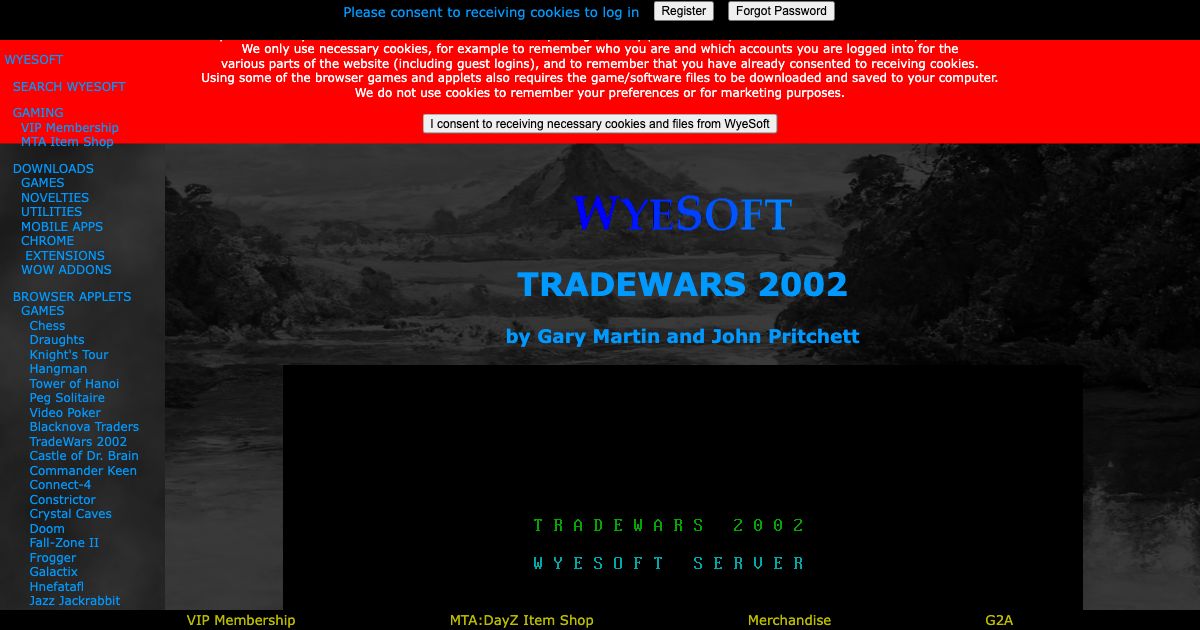 Please consent to receiving cookies to log in Register Forgot Password
We only use necessary cookies, for example to remember who you are and which accounts you are logged into for the
various parts of the website (including guest logins), and to remember that you have already consented to receiving cookies.
Using some of the browser games and applets also requires the game/software files to be downloaded and saved to your computer.
We do not use cookies to remember your preferences or for marketing purposes.
I consent to receiving necessary cookies and files from WyeSoft
WYESOFT
SEARCH WYESOFT
GAMING
VIP Membership
MTA Item Shop
DOWNLOADS
GAMES
NOVELTIES
UTILITIES
MOBILE APPS
CHROME
EXTENSIONS
WOW ADDONS
BROWSER APPLETS
GAMES
Chess
Draughts
Knight's Tour
Hangman
Tower of Hanoi
Peg Solitaire
Video Poker
Blacknova Traders
TradeWars 2002
Castle of Dr. Brain
Commander Keen
Connect-4
Constrictor
Crystal Caves
Doom
Fall-Zone II
Frogger
Galactix
Hnefatafl
Jazz Jackrabbit
WYESOFT
TRADEWARS 2002
by Gary Martin and John Pritchett
TRADEWARS 2002
WYESOFT SERVER
VIP Membership MTA:DayZ Item Shop Merchandise G2A